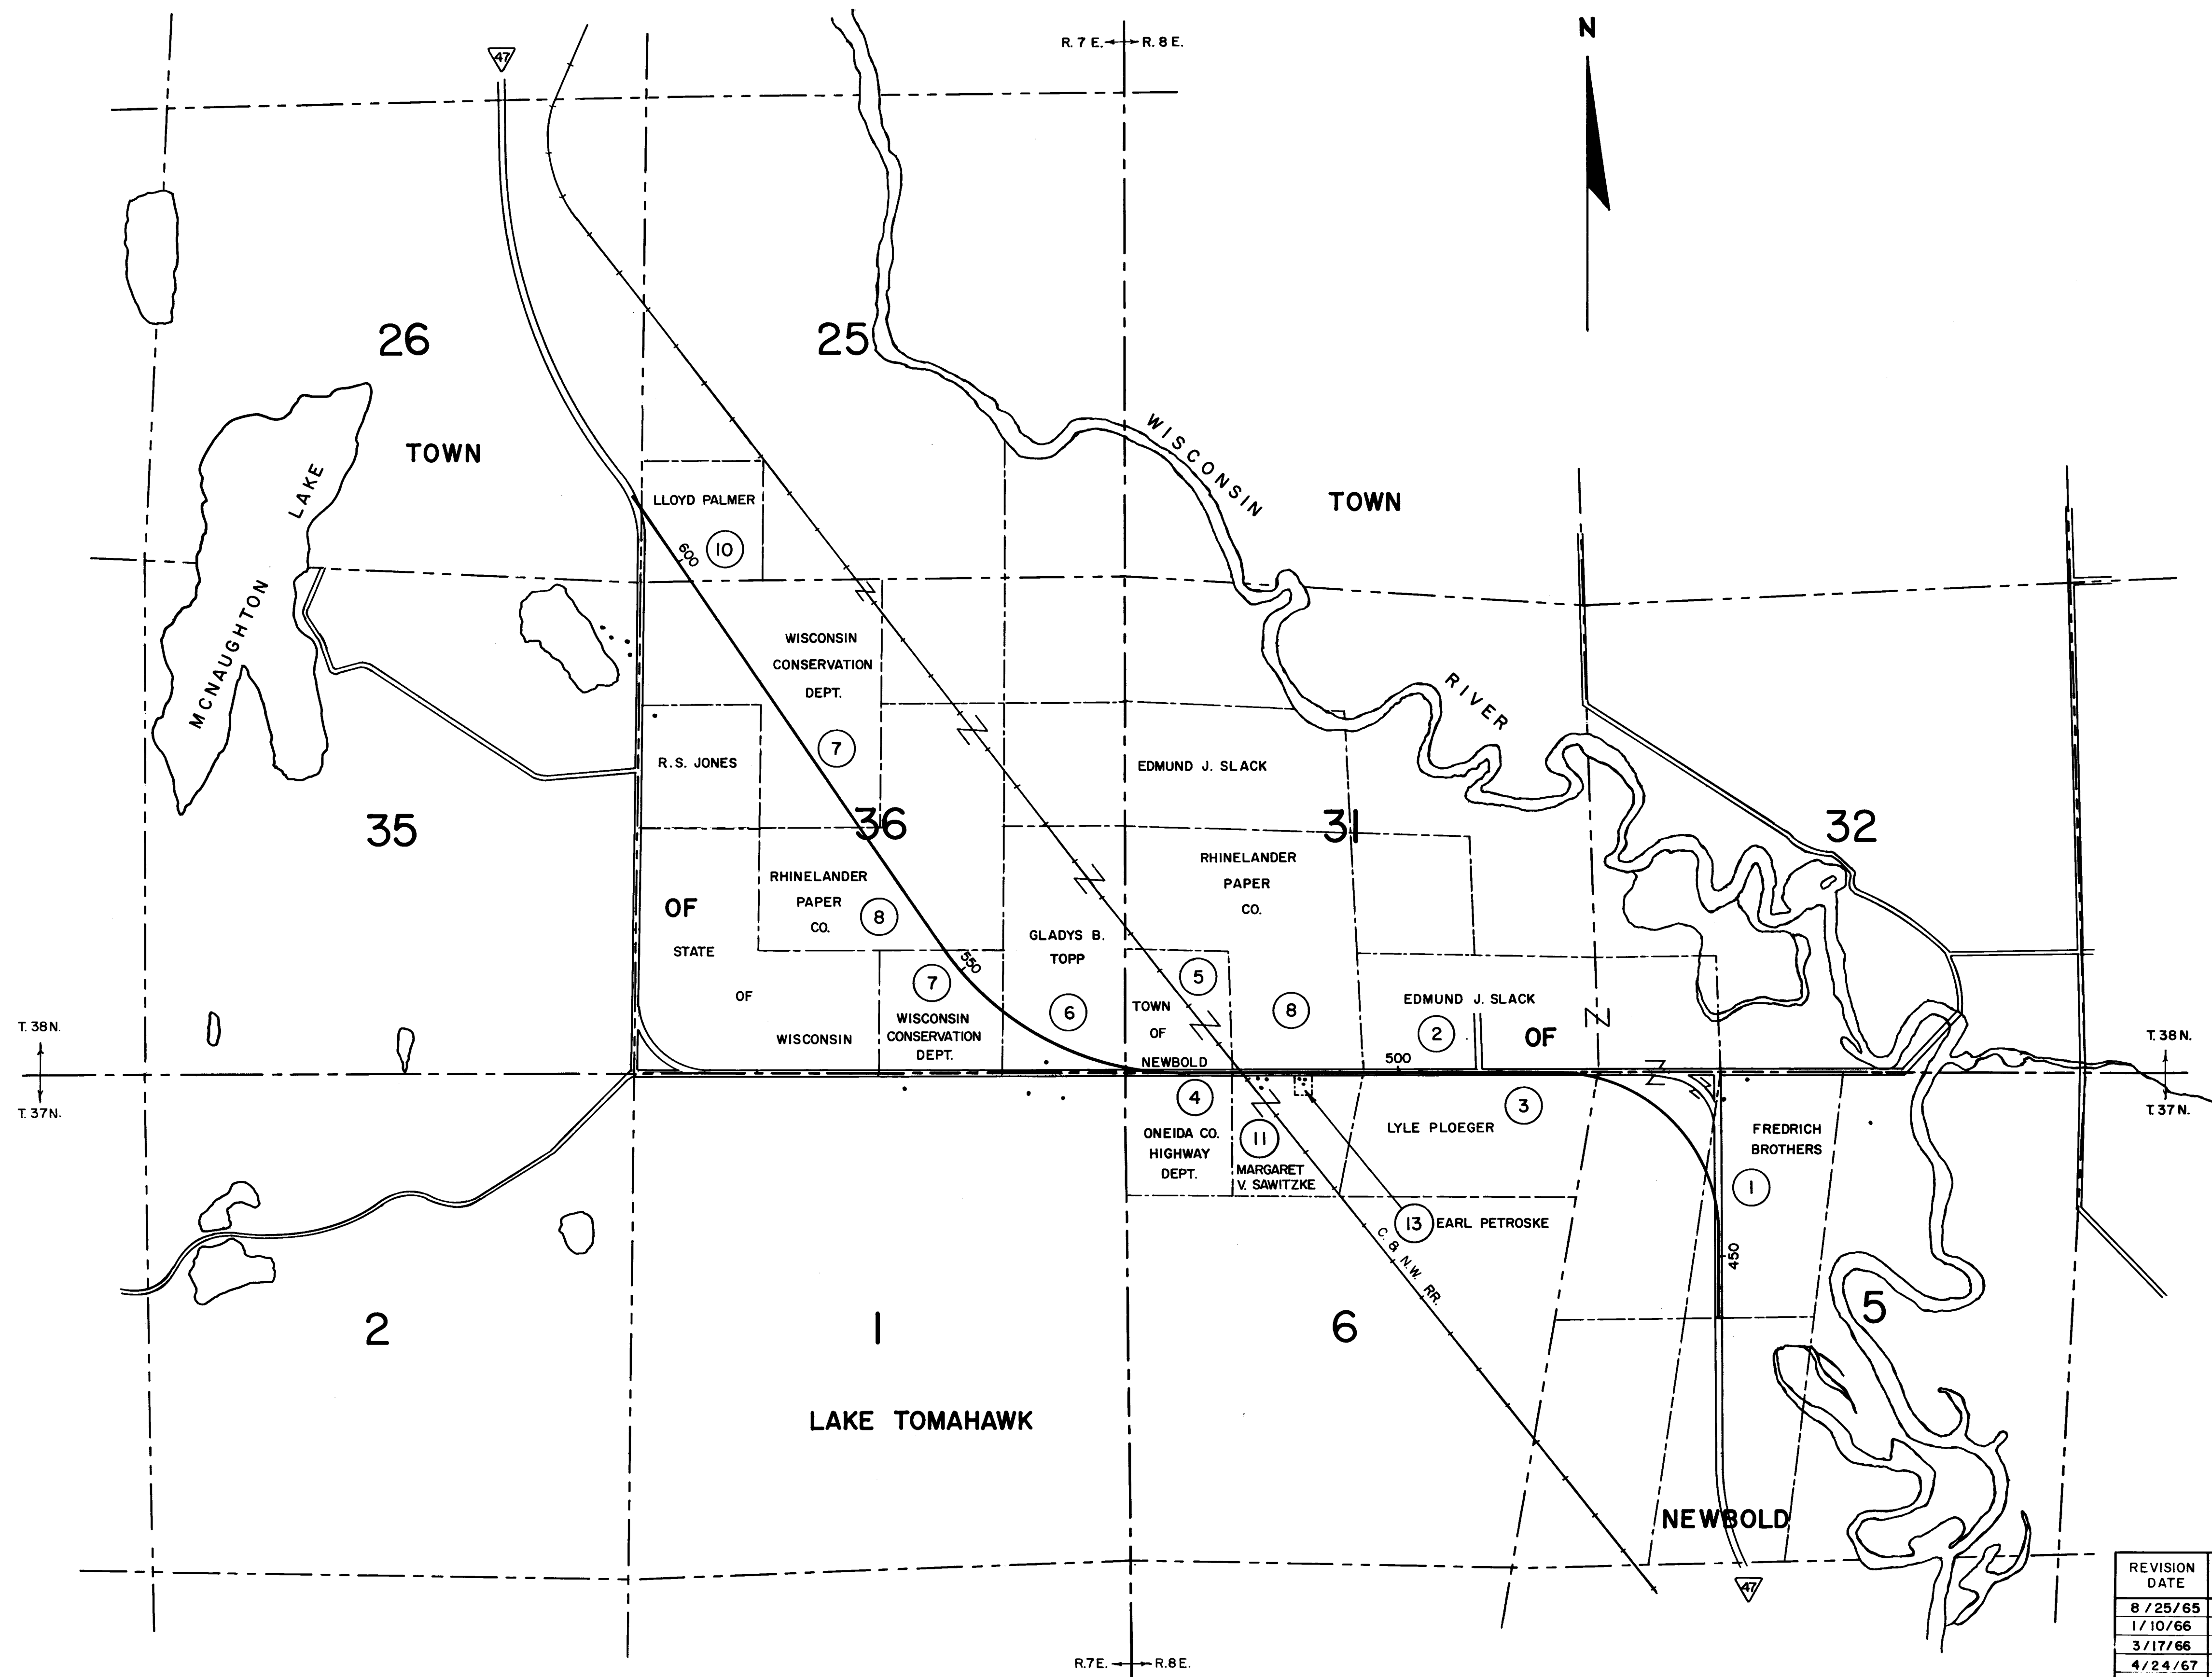 R. 7 E. R. 8 E.
N
47
26
25
TOWN
MCNAUGHTON LAKE
WISCONSIN RIVER
TOWN
LLOYD PALMER
10
600
WISCONSIN
CONSERVATION
DEPT.
7
R. S. JONES
EDMUND J. SLACK
35
36
31
32
RHINELANDER
PAPER
CO.
8
RHINELANDER
PAPER
CO.
8
OF
STATE
OF
WISCONSIN
GLADYS B.
TOPP
6
550
7
WISCONSIN
CONSERVATION
DEPT.
5
TOWN
OF
NEWBOLD
EDMUND J. SLACK
2
OF
500
T. 38 N.
T. 37 N.
T. 38 N.
T. 37 N.
4
ONEIDA CO.
HIGHWAY
DEPT.
11
MARGARET
V. SAWITZKE
3
LYLE PLOEGER
FREDRICH
BROTHERS
1
13 EARL PETROSKE
C. & N.W. RR.
450
2
1
6
5
LAKE TOMAHAWK
NEWBOLD
47
R.7E. R.8E.
REVISION
DATE
8/25/65
1/10/66
3/17/66
4/24/67